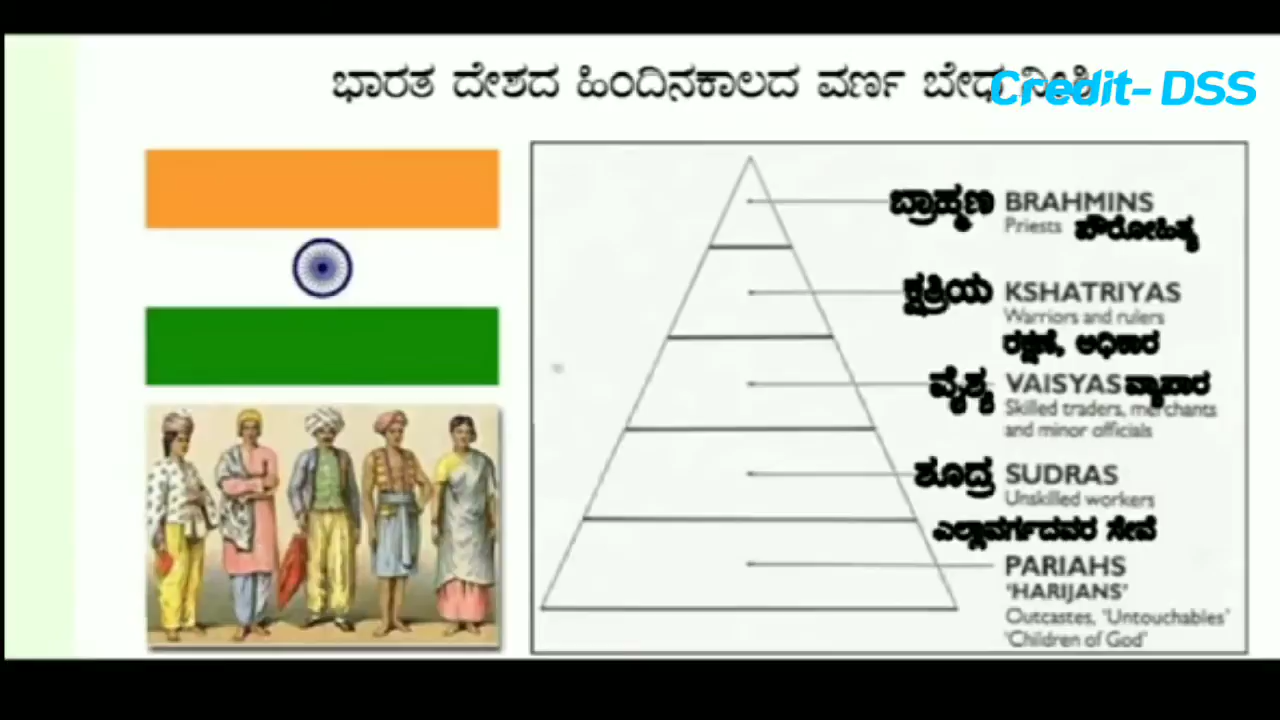 ಭಾರತ ದೇಶದ ಹಿಂದಿನಕಾಲದ ವರ್ಣ
Credit- DSS
ಬ್ರಾಹ್ಮಣ BRAHMINS
Priests ಪೌರೋಹಿತ್ಯ
ಕ್ಷತ್ರಿಯ KSHATRIYAS
Warriors and rulers
ರಕ್ಷಣೆ, ಅಧಿಕಾರ
ವೈಶ್ಯ VAISYAS ವ್ಯಾಪಾರ
Skilled traders, merchants
and minor officials
ಶೂದ್ರ SUDRAS
Unskilled workers
ಎಲ್ಲಾವರ್ಗದವರ ಸೇವೆ
PARIAHS
'HARIJANS'
Outcastes, 'Untouchables'
'Children of God'